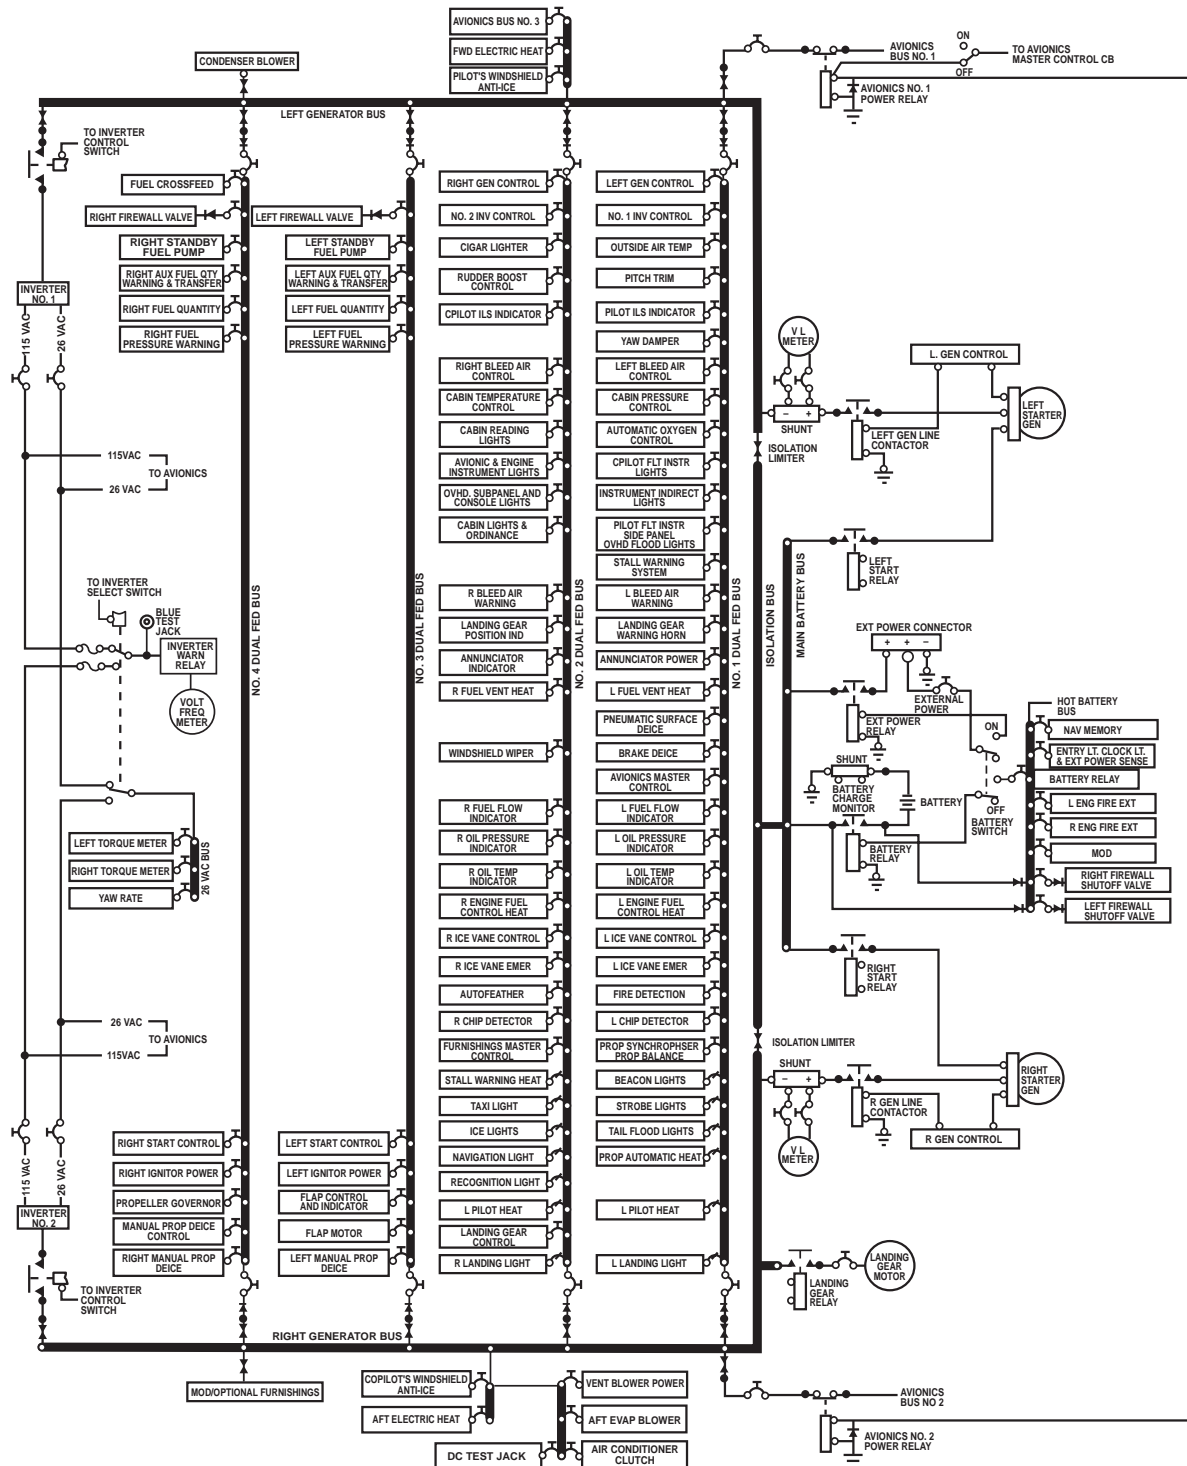 AVIONICS BUS NO. 3
FWD ELECTRIC HEAT
PILOT'S WINDSHIELD
ANTI-ICE
CONDENSER BLOWER
LEFT GENERATOR BUS
TO INVERTER
CONTROL
SWITCH
INVERTER
NO. 1
115 VAC
26 VAC
115VAC
TO AVIONICS
26 VAC
TO INVERTER
SELECT SWITCH
BLUE
TEST
JACK
INVERTER
WARN
RELAY
VOLT
FREQ
METER
LEFT TORQUE METER
RIGHT TORQUE METER
YAW RATE
26 VAC BUS
26 VAC
TO AVIONICS
115VAC
115 VAC
26 VAC
INVERTER
NO. 2
TO INVERTER
CONTROL
SWITCH
FUEL CROSSFEED
RIGHT FIREWALL VALVE
RIGHT STANDBY
FUEL PUMP
RIGHT AUX FUEL QTY
WARNING & TRANSFER
RIGHT FUEL QUANTITY
RIGHT FUEL
PRESSURE WARNING
NO. 4 DUAL FED BUS
RIGHT START CONTROL
RIGHT IGNITOR POWER
PROPELLER GOVERNOR
MANUAL PROP DEICE
CONTROL
RIGHT MANUAL PROP
DEICE
LEFT FIREWALL VALVE
LEFT STANDBY
FUEL PUMP
LEFT AUX FUEL QTY
WARNING & TRANSFER
LEFT FUEL QUANTITY
LEFT FUEL
PRESSURE WARNING
NO. 3 DUAL FED BUS
LEFT START CONTROL
LEFT IGNITOR POWER
FLAP CONTROL
AND INDICATOR
FLAP MOTOR
LEFT MANUAL PROP
DEICE
RIGHT GEN CONTROL
NO. 2 INV CONTROL
CIGAR LIGHTER
RUDDER BOOST
CONTROL
CPILOT ILS INDICATOR
RIGHT BLEED AIR
CONTROL
CABIN TEMPERATURE
CONTROL
CABIN READING
LIGHTS
AVIONIC & ENGINE
INSTRUMENT LIGHTS
OVHD. SUBPANEL AND
CONSOLE LIGHTS
CABIN LIGHTS &
ORDINANCE
R BLEED AIR
WARNING
LANDING GEAR
POSITION IND
ANNUNCIATOR
INDICATOR
R FUEL VENT HEAT
WINDSHIELD WIPER
R FUEL FLOW
INDICATOR
R OIL PRESSURE
INDICATOR
R OIL TEMP
INDICATOR
R ENGINE FUEL
CONTROL HEAT
R ICE VANE CONTROL
R ICE VANE EMER
AUTOFEATHER
R CHIP DETECTOR
FURNISHINGS MASTER
CONTROL
STALL WARNING HEAT
TAXI LIGHT
ICE LIGHTS
NAVIGATION LIGHT
RECOGNITION LIGHT
L PILOT HEAT
LANDING GEAR
CONTROL
R LANDING LIGHT
NO. 2 DUAL FED BUS
LEFT GEN CONTROL
NO. 1 INV CONTROL
OUTSIDE AIR TEMP
PITCH TRIM
PILOT ILS INDICATOR
YAW DAMPER
LEFT BLEED AIR
CONTROL
CABIN PRESSURE
CONTROL
AUTOMATIC OXYGEN
CONTROL
CPILOT FLT INSTR
LIGHTS
INSTRUMENT INDIRECT
LIGHTS
PILOT FLT INSTR
SIDE PANEL
OVHD FLOOD LIGHTS
STALL WARNING
SYSTEM
L BLEED AIR
WARNING
LANDING GEAR
WARNING HORN
ANNUNCIATOR POWER
L FUEL VENT HEAT
PNEUMATIC SURFACE
DEICE
BRAKE DEICE
AVIONICS MASTER
CONTROL
L FUEL FLOW
INDICATOR
L OIL PRESSURE
INDICATOR
L OIL TEMP
INDICATOR
L ENGINE FUEL
CONTROL HEAT
L ICE VANE CONTROL
L ICE VANE EMER
FIRE DETECTION
L CHIP DETECTOR
PROP SYNCHROPHSER
PROP BALANCE
BEACON LIGHTS
STROBE LIGHTS
TAIL FLOOD LIGHTS
PROP AUTOMATIC HEAT
L PILOT HEAT
L LANDING LIGHT
NO. 1 DUAL FED BUS
ISOLATION BUS
MAIN BATTERY BUS
AVIONICS
BUS NO. 1
ON
OFF
TO AVIONICS
MASTER CONTROL CB
AVIONICS NO. 1
POWER RELAY
V L
METER
– +
SHUNT
ISOLATION
LIMITER
LEFT GEN LINE
CONTACTOR
L. GEN CONTROL
LEFT
STARTER
GEN
LEFT
START
RELAY
EXT POWER CONNECTOR
+ + –
EXTERNAL
POWER
EXT POWER
RELAY
ON
SHUNT
BATTERY
CHARGE
MONITOR
BATTERY
OFF
BATTERY
SWITCH
BATTERY
RELAY
HOT BATTERY
BUS
NAV MEMORY
ENTRY LT. CLOCK LT.
& EXT POWER SENSE
BATTERY RELAY
L ENG FIRE EXT
R ENG FIRE EXT
MOD
RIGHT FIREWALL
SHUTOFF VALVE
LEFT FIREWALL
SHUTOFF VALVE
RIGHT
START
RELAY
ISOLATION LIMITER
SHUNT
– +
V L
METER
R GEN LINE
CONTACTOR
R GEN CONTROL
RIGHT
STARTER
GEN
LANDING
GEAR
RELAY
LANDING
GEAR
MOTOR
RIGHT GENERATOR BUS
MOD/OPTIONAL FURNISHINGS
COPILOT'S WINDSHIELD
ANTI-ICE
AFT ELECTRIC HEAT
VENT BLOWER POWER
AFT EVAP BLOWER
DC TEST JACK
AIR CONDITIONER
CLUTCH
AVIONICS
BUS NO 2
AVIONICS NO. 2
POWER RELAY